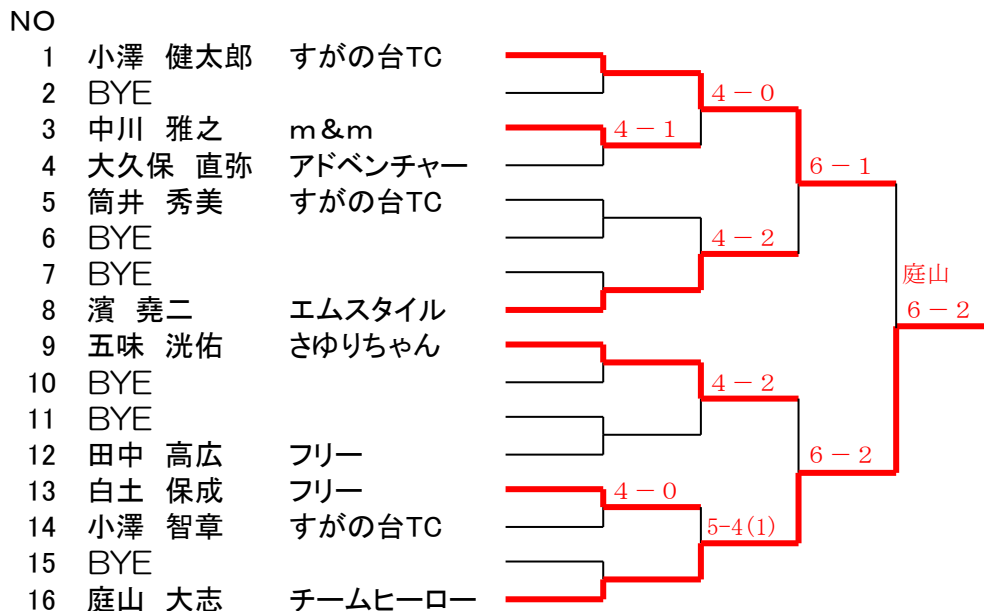 NO
1 小澤 健太郎 すがの台TC
2 BYE
4－0
3 中川 雅之 m&m
4－1
4 大久保 直弥 アドベンチャー
6－1
5 筒井 秀美 すがの台TC
6 BYE
4－2
7 BYE
庭山
8 濱 堯二 エムスタイル
6－2
9 五味 洸佑 さゆりちゃん
10 BYE
4－2
11 BYE
12 田中 高広 フリー
6－2
13 白土 保成 フリー
4－0
14 小澤 智章 すがの台TC
5-4(1)
15 BYE
16 庭山 大志 チームヒーロー